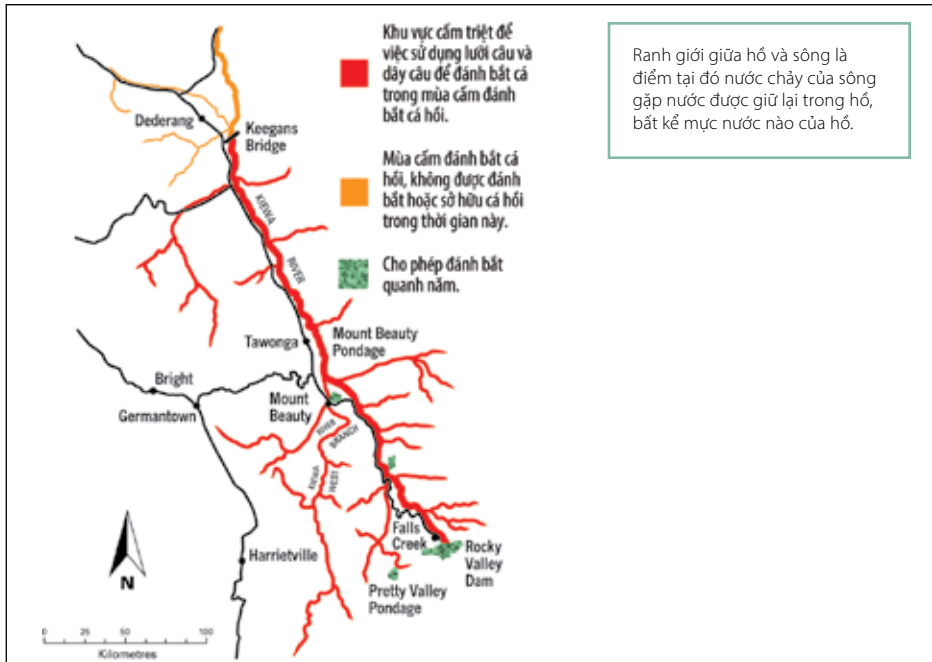 Khu vực cấm triệt để
việc sử dụng lưỡi câu và
dây câu để đánh bắt cá
trong mùa cấm đánh
bắt cá hồi.
Mùa cấm đánh bắt cá
hồi, không được đánh
bắt hoặc sở hữu cá hồi
trong thời gian này.
Cho phép đánh bắt
quanh năm.
Ranh giới giữa hồ và sông là
điểm tại đó nước chảy của sông
gặp nước được giữ lại trong hồ,
bất kể mực nước nào của hồ.
Dederang
Keegans
Bridge
KIEWA
RIVER
Tawonga
Mount Beauty
Pondage
Bright
Germantown
Mount
Beauty
RIVER
BRANCH
KIEWA
WEST
Falls
Creek
Rocky
Valley
Dam
Harrietville
Pretty Valley
Pondage
N
0 25 50 100
Kilometres